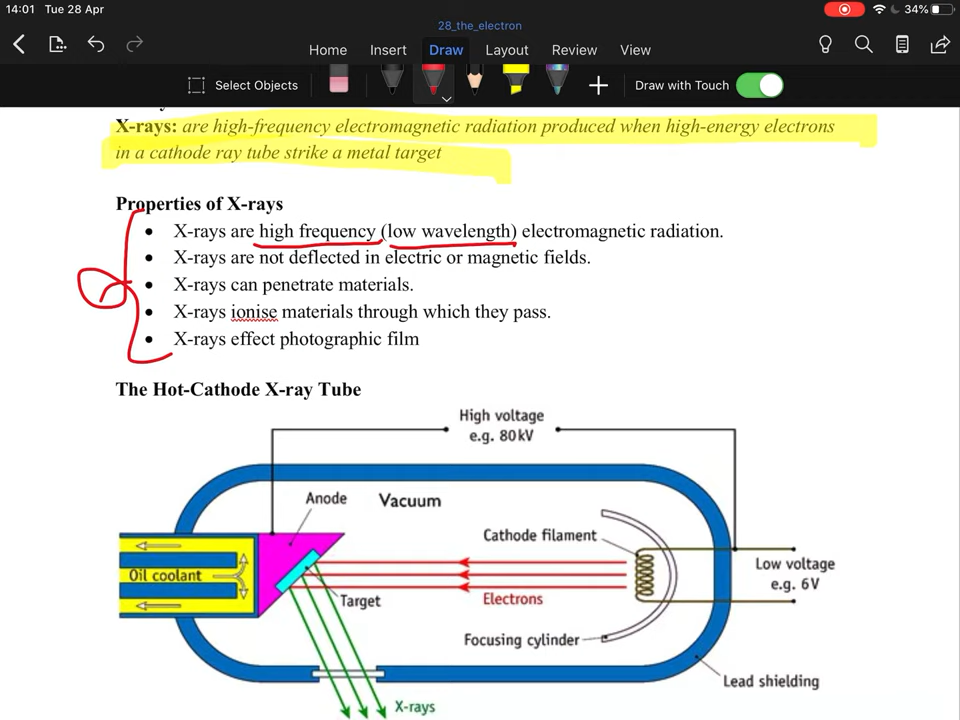 14:01 Tue 28 Apr
34%
28_the_electron
Home Insert Draw Layout Review View
Select Objects
Draw with Touch
X-rays: are high-frequency electromagnetic radiation produced when high-energy electrons
in a cathode ray tube strike a metal target
Properties of X-rays
• X-rays are high frequency (low wavelength) electromagnetic radiation.
• X-rays are not deflected in electric or magnetic fields.
• X-rays can penetrate materials.
• X-rays ionise materials through which they pass.
• X-rays effect photographic film
The Hot-Cathode X-ray Tube
High voltage
e.g. 80kV
Anode
Vacuum
Cathode filament
Oil coolant
Low voltage
e.g. 6V
Target
Electrons
Focusing cylinder
Lead shielding
X-rays